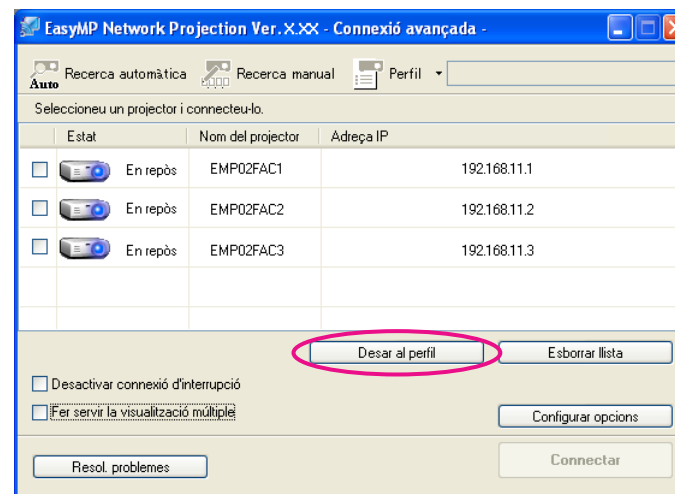 EasyMP Network Projection Ver.X.XX - Connexió avançada -
Auto Recerca automàtica Recerca manual Perfil
Seleccioneu un projector i connecteu-lo.
Estat Nom del projector Adreça IP
En repòs EMP02FAC1 192.168.11.1
En repòs EMP02FAC2 192.168.11.2
En repòs EMP02FAC3 192.168.11.3
Desar al perfil Esborrar llista
Desactivar connexió d'interrupció
Fer servir la visualització múltiple Configurar opcions
Resol. problemes Connectar